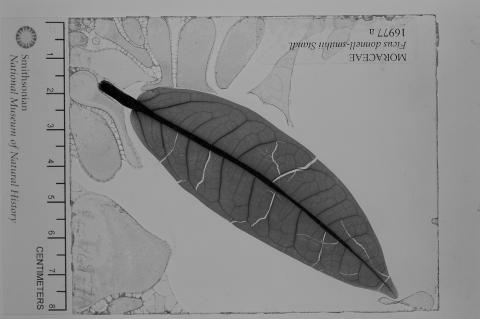 MORACEAE
Ficus donnell-smithii Standl.
16977 a
Smithsonian
National Museum of Natural History
CENTIMETERS
1
2
3
4
5
6
7
8